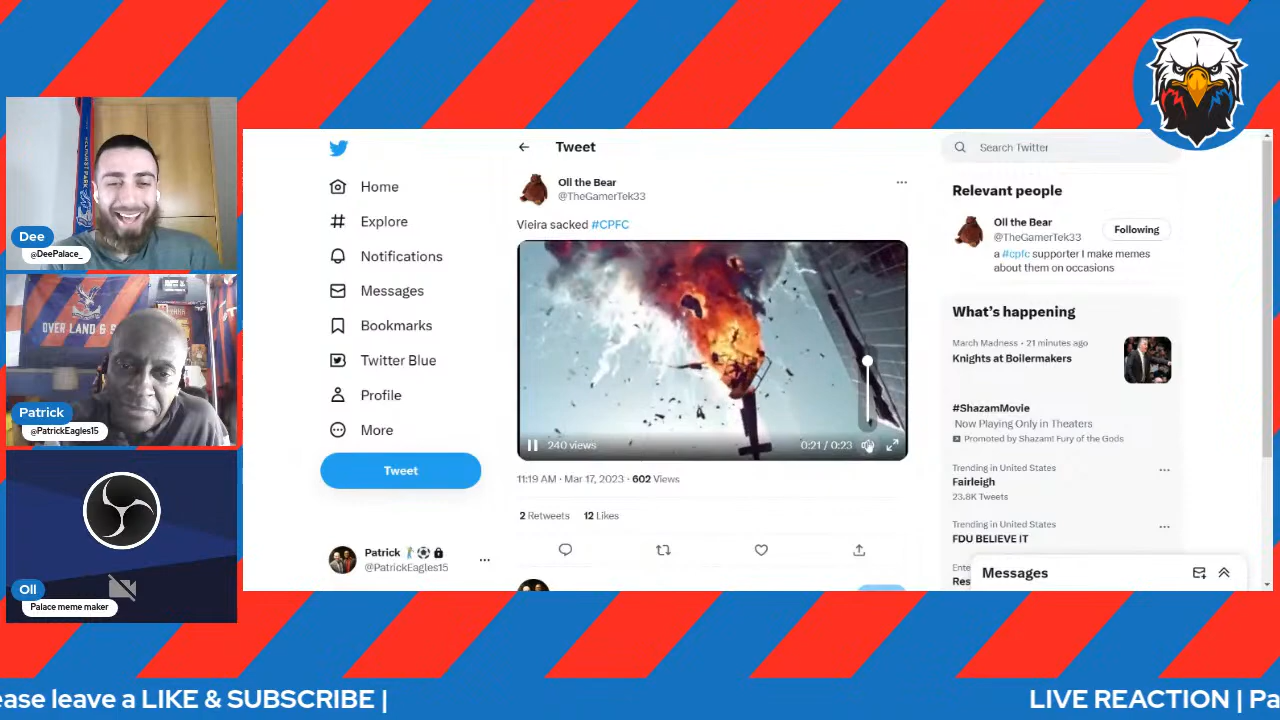 Dee
@DeePalace_
OVER LAND & S
Patrick
@PatrickEagles15
Oll
Palace meme maker
Home
Explore
Notifications
Messages
Bookmarks
Twitter Blue
Profile
More
Tweet
Patrick
@PatrickEagles15
Tweet
Oll the Bear
@TheGamerTek33
Vieira sacked #CPFC
240 views
0:21 / 0:23
11:19 AM · Mar 17, 2023 · 602 Views
2 Retweets 12 Likes
Search Twitter
Relevant people
Oll the Bear
@TheGamerTek33
Following
a #cpfc supporter I make memes
about them on occasions
What's happening
March Madness · 21 minutes ago
Knights at Boilermakers
#ShazamMovie
Now Playing Only in Theaters
Promoted by Shazam! Fury of the Gods
Trending in United States
Fairleigh
23.8K Tweets
Trending in United States
FDU BELIEVE IT
Ente
Res
Messages
ease leave a LIKE & SUBSCRIBE |
LIVE REACTION | Pa